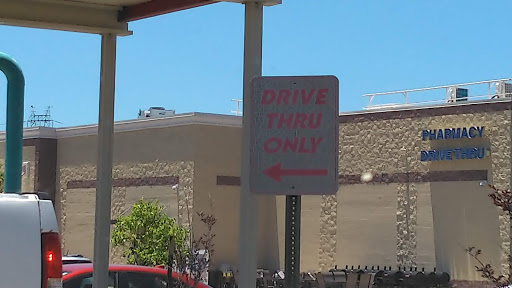 DRIVE
THRU
ONLY
PHARMACY
DRIVE THRU